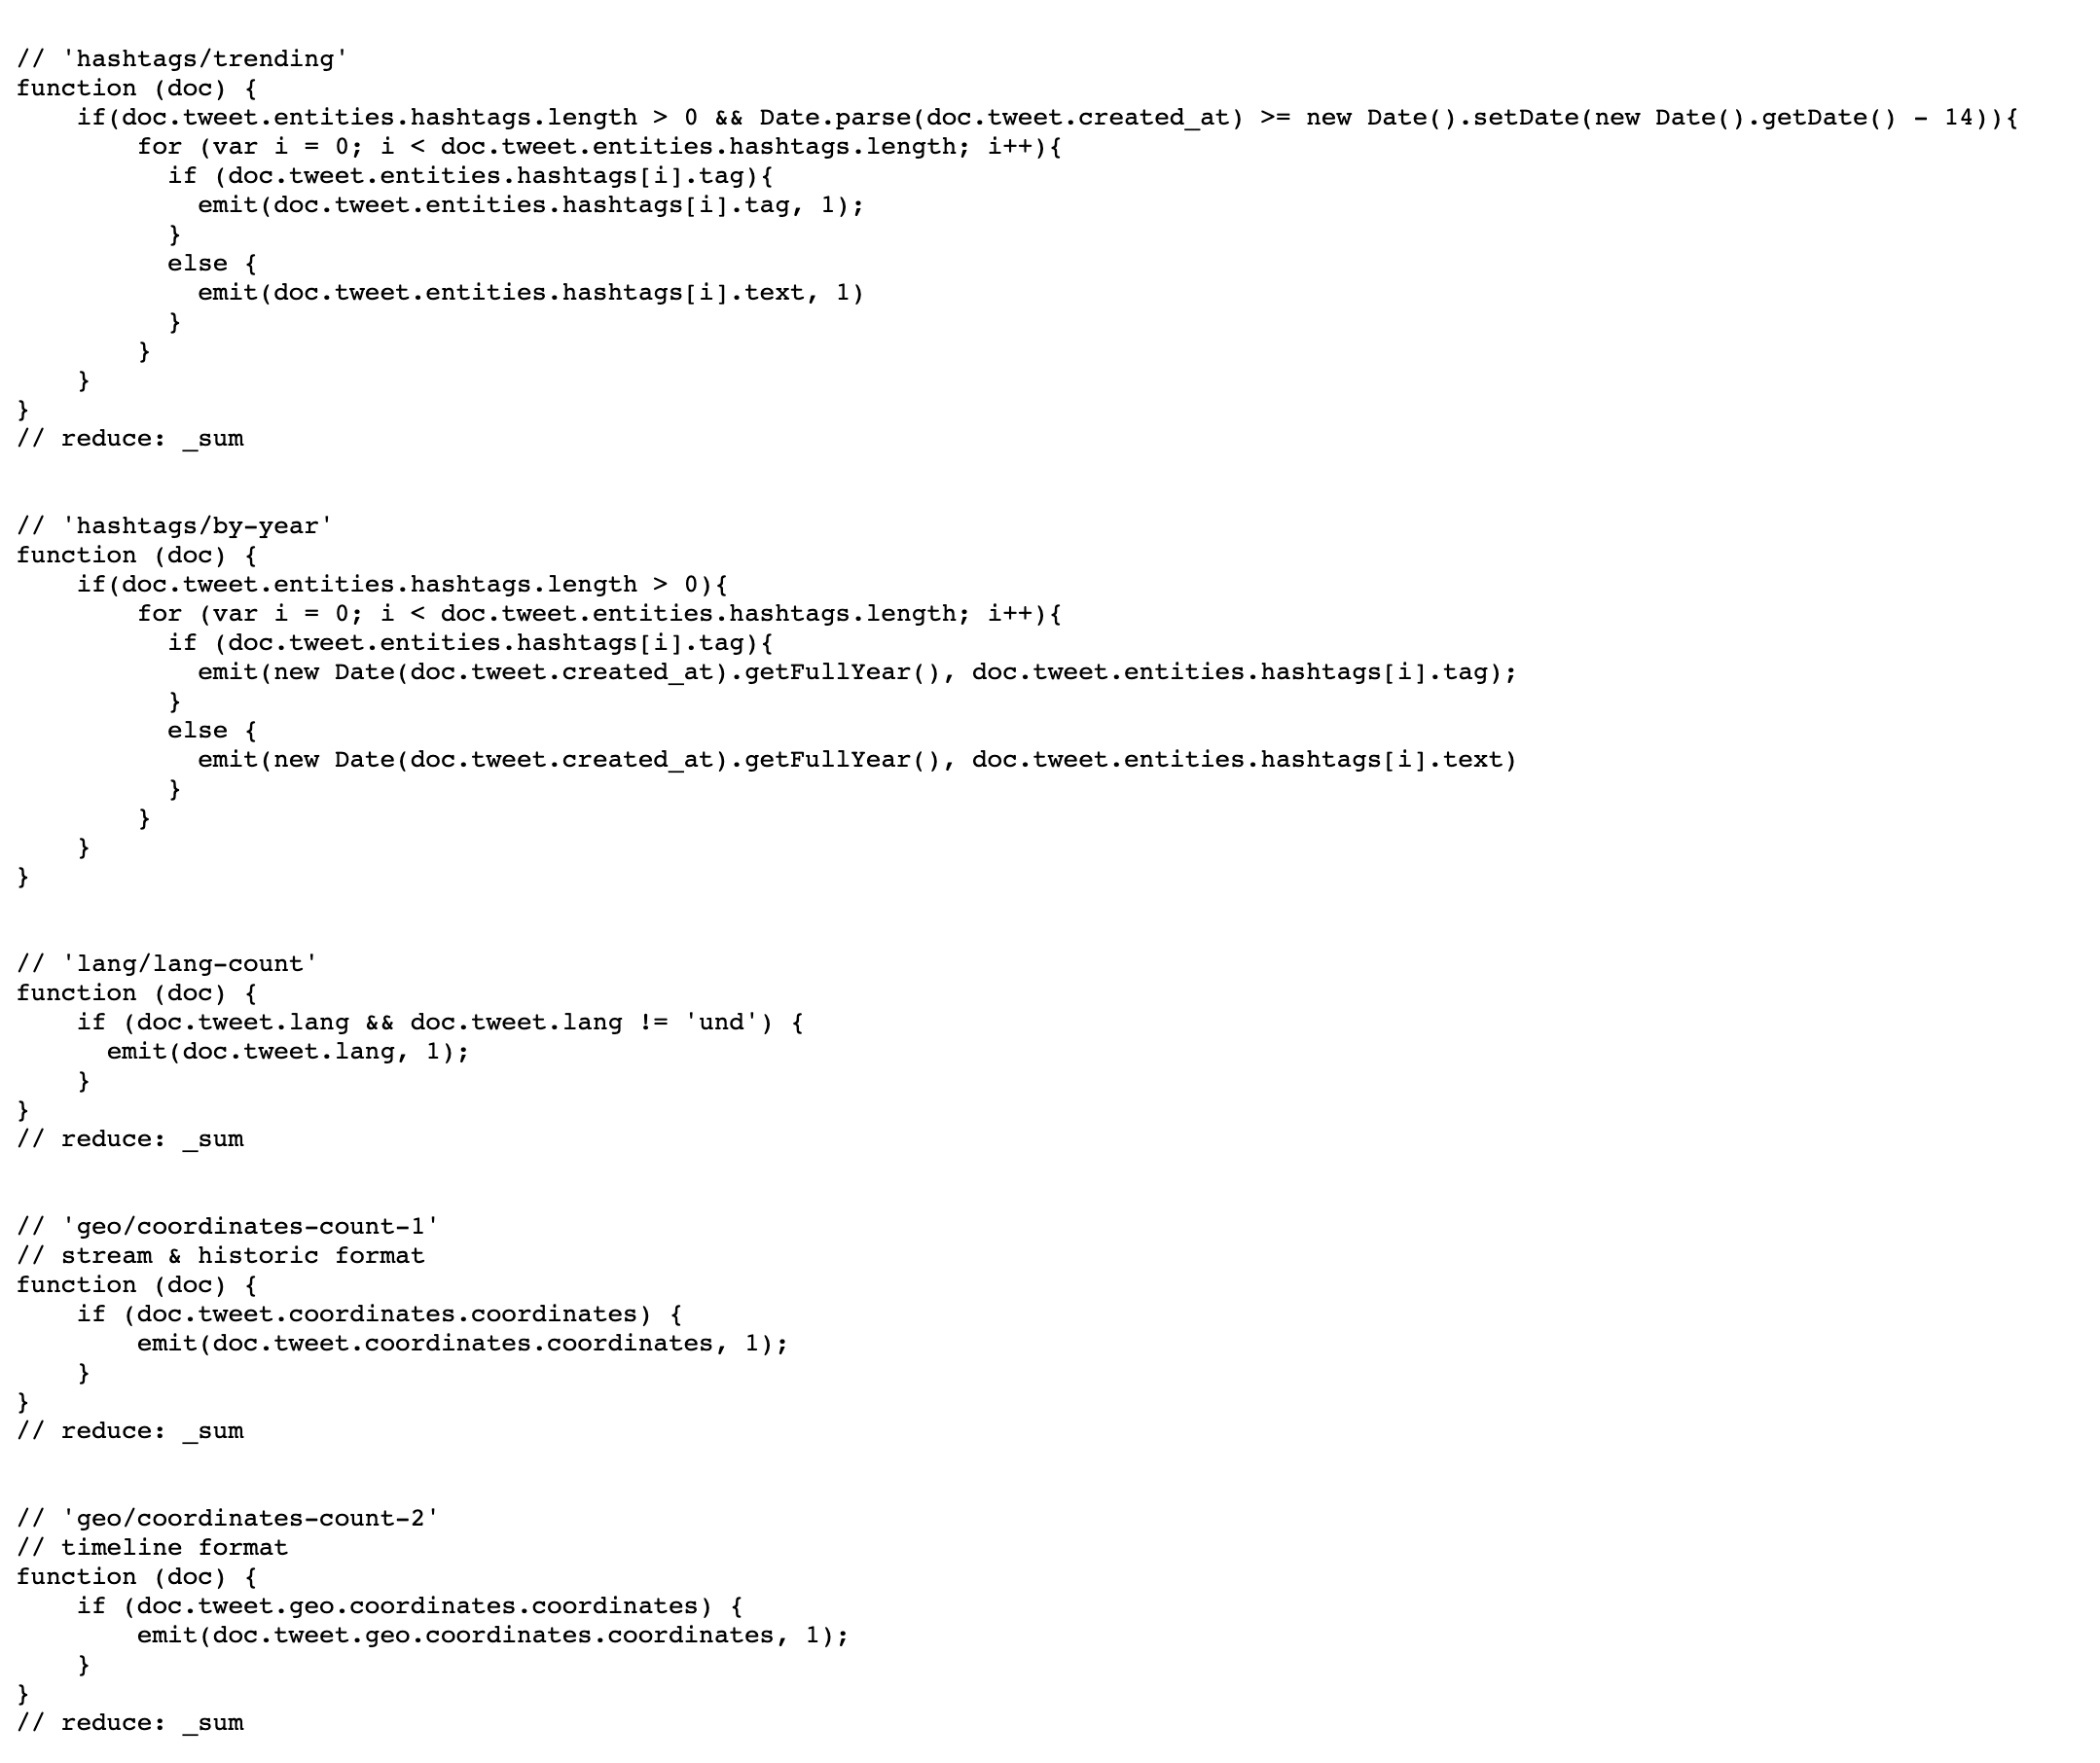 // 'hashtags/trending'
function (doc) {
    if(doc.tweet.entities.hashtags.length > 0 && Date.parse(doc.tweet.created_at) >= new Date().setDate(new Date().getDate() - 14)){
        for (var i = 0; i < doc.tweet.entities.hashtags.length; i++){
          if (doc.tweet.entities.hashtags[i].tag){
            emit(doc.tweet.entities.hashtags[i].tag, 1);
          }
          else {
            emit(doc.tweet.entities.hashtags[i].text, 1)
          }
        }
    }
}
// reduce: _sum

// 'hashtags/by-year'
function (doc) {
    if(doc.tweet.entities.hashtags.length > 0){
        for (var i = 0; i < doc.tweet.entities.hashtags.length; i++){
          if (doc.tweet.entities.hashtags[i].tag){
            emit(new Date(doc.tweet.created_at).getFullYear(), doc.tweet.entities.hashtags[i].tag);
          }
          else {
            emit(new Date(doc.tweet.created_at).getFullYear(), doc.tweet.entities.hashtags[i].text)
          }
        }
    }
}

// 'lang/lang-count'
function (doc) {
    if (doc.tweet.lang && doc.tweet.lang != 'und') {
      emit(doc.tweet.lang, 1);
    }
}
// reduce: _sum

// 'geo/coordinates-count-1'
// stream & historic format
function (doc) {
    if (doc.tweet.coordinates.coordinates) {
        emit(doc.tweet.coordinates.coordinates, 1);
    }
}
// reduce: _sum

// 'geo/coordinates-count-2'
// timeline format
function (doc) {
    if (doc.tweet.geo.coordinates.coordinates) {
        emit(doc.tweet.geo.coordinates.coordinates, 1);
    }
}
// reduce: _sum